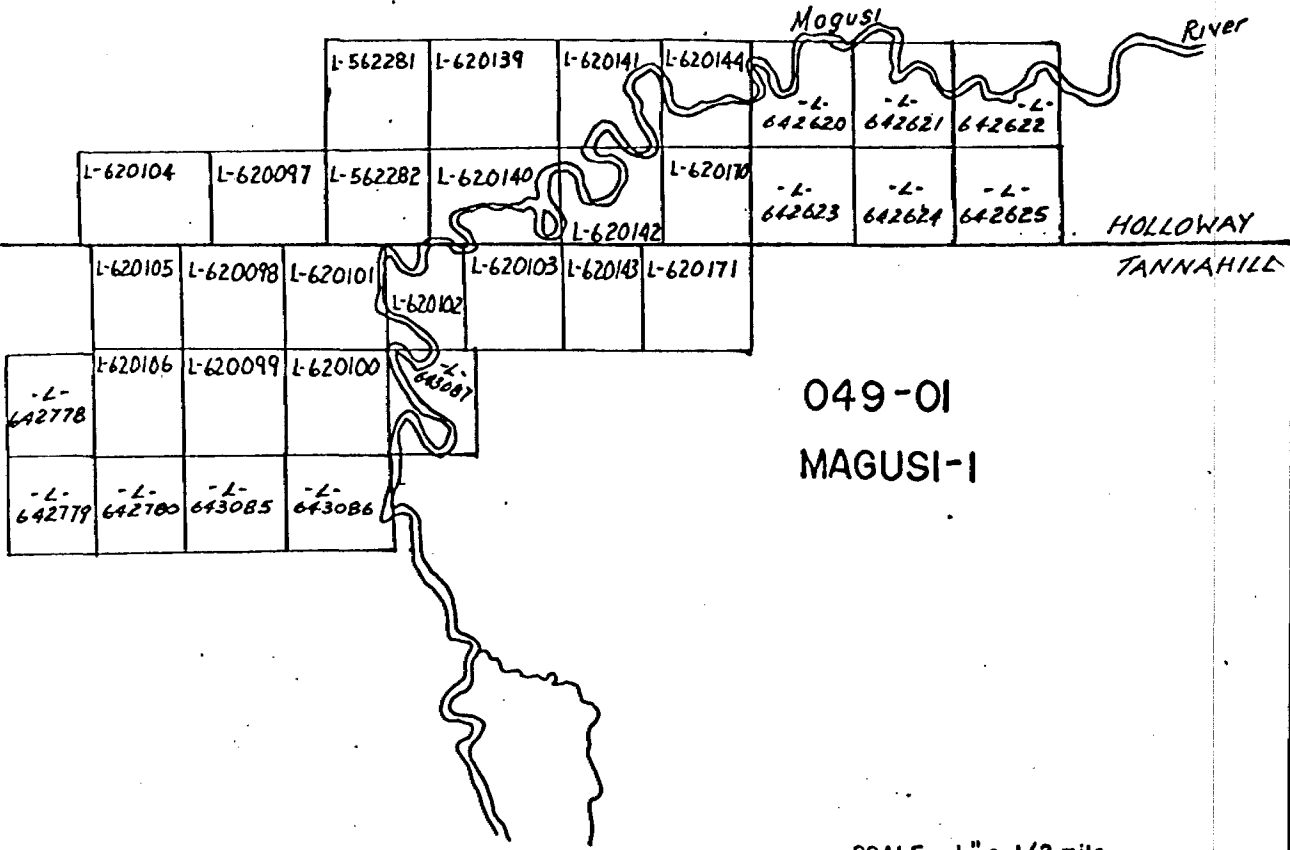 Magusi River
L-562281 L-620139 L-620141 L-620144
-L- -L- -L-
642620 642621 642622
L-620104 L-620097 L-562282 L-620140 L-620170
-L- -L- -L-
642623 642624 642625
L-620142
HOLLOWAY
TANNAHILL
L-620105 L-620098 L-620101 L-620103 L-620143 L-620171
L-620102
L-620106 L-620099 L-620100
-L-
643087
-L-
642778
049-01
MAGUSI-1
-L- -L- -L- -L-
642779 642780 643085 643086